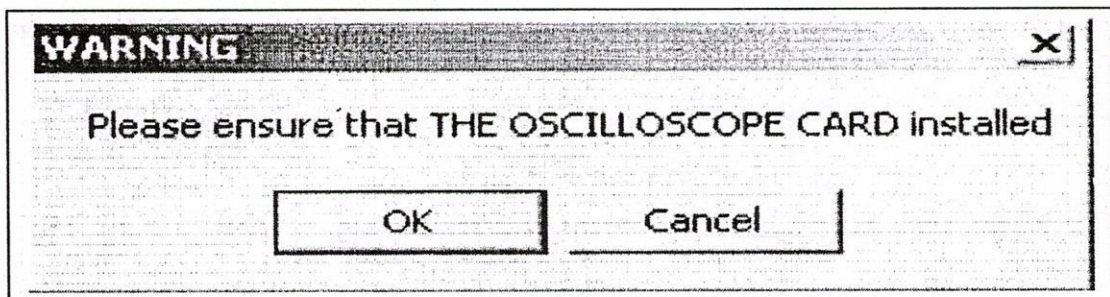 WARNING
Please ensure that THE OSCILLOSCOPE CARD installed
OK Cancel